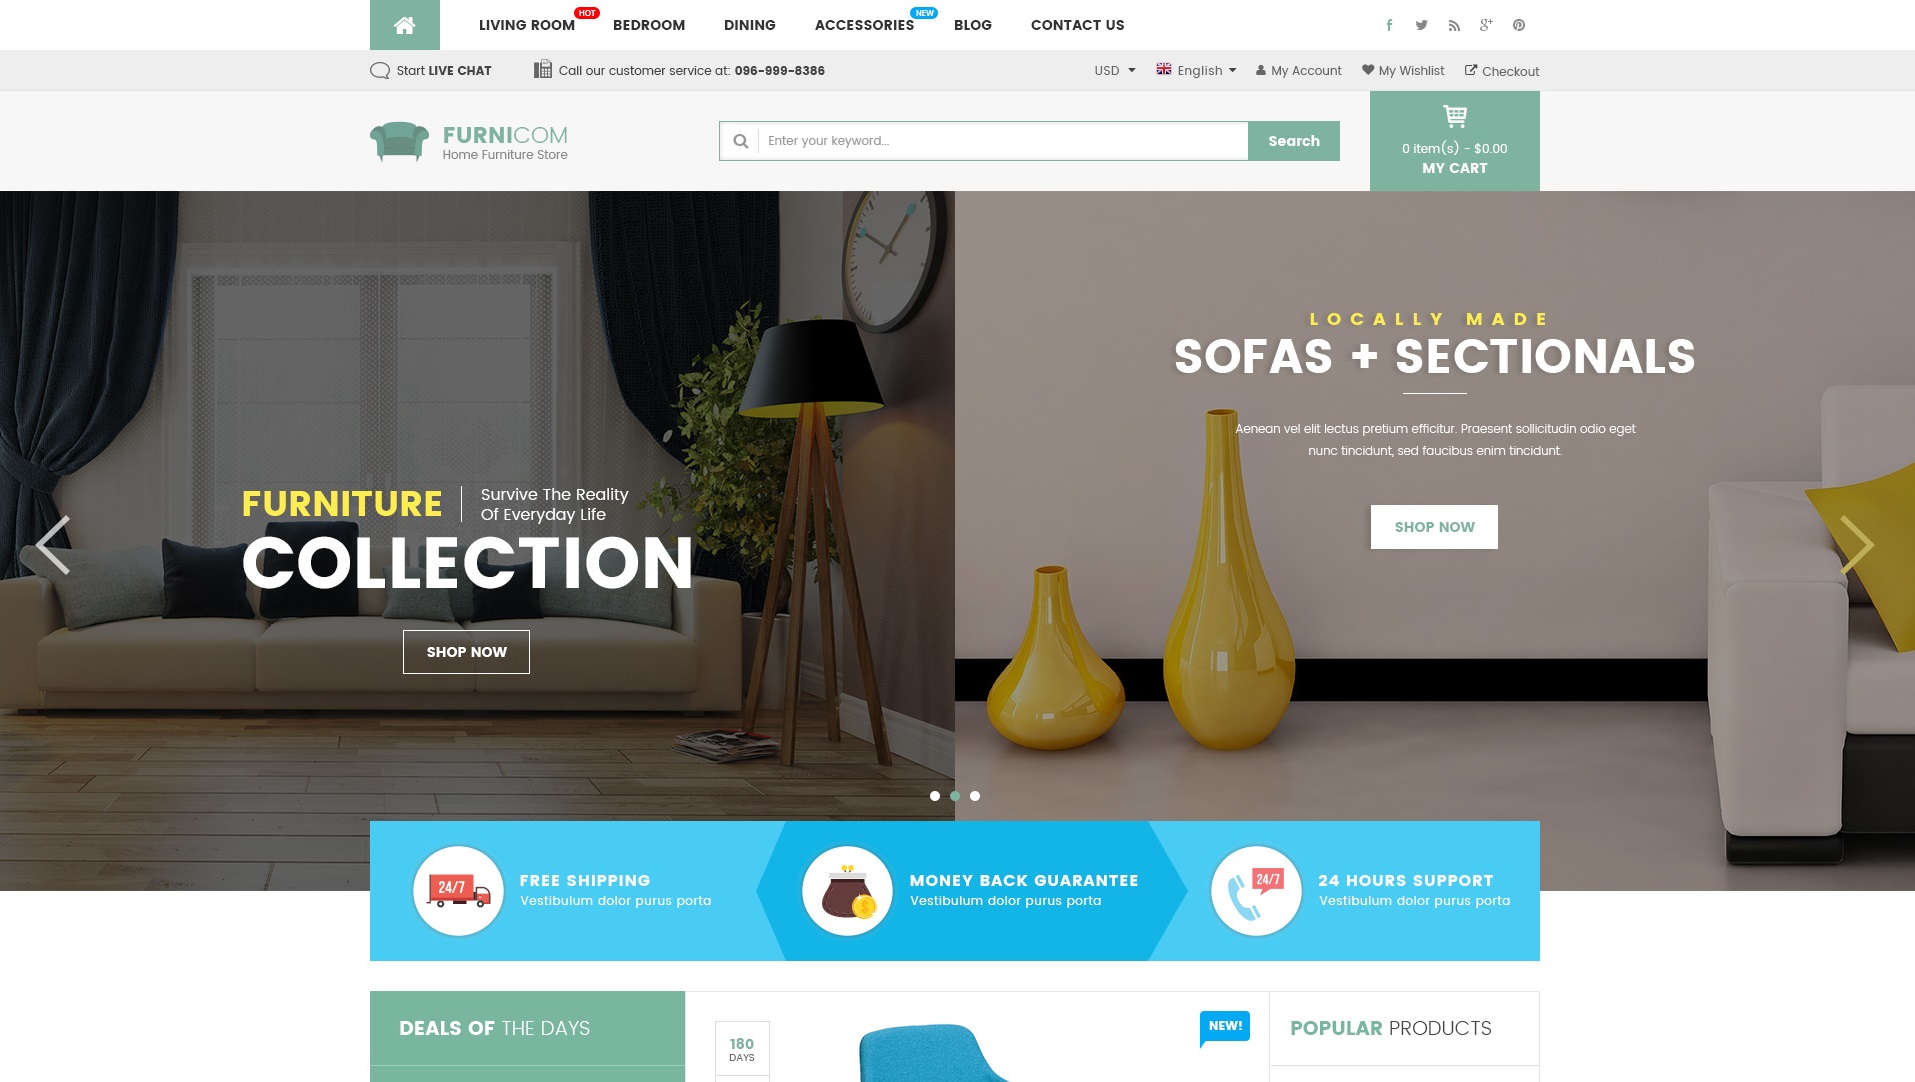 LIVING ROOM
HOT
BEDROOM
DINING
ACCESSORIES
NEW
BLOG
CONTACT US
Start LIVE CHAT
Call our customer service at: 096-999-8386
USD
English
My Account
My Wishlist
Checkout
FURNICOM
Home Furniture Store
Enter your keyword...
Search
0 item(s) - $0.00
MY CART
FURNITURE
Survive The Reality
Of Everyday Life
COLLECTION
SHOP NOW
LOCALLY MADE
SOFAS + SECTIONALS
Aenean vel elit lectus pretium efficitur. Praesent sollicitudin odio eget
nunc tincidunt, sed faucibus enim tincidunt.
SHOP NOW
24/7
FREE SHIPPING
Vestibulum dolor purus porta
MONEY BACK GUARANTEE
Vestibulum dolor purus porta
24/7
24 HOURS SUPPORT
Vestibulum dolor purus porta
DEALS OF THE DAYS
180
DAYS
NEW!
POPULAR PRODUCTS